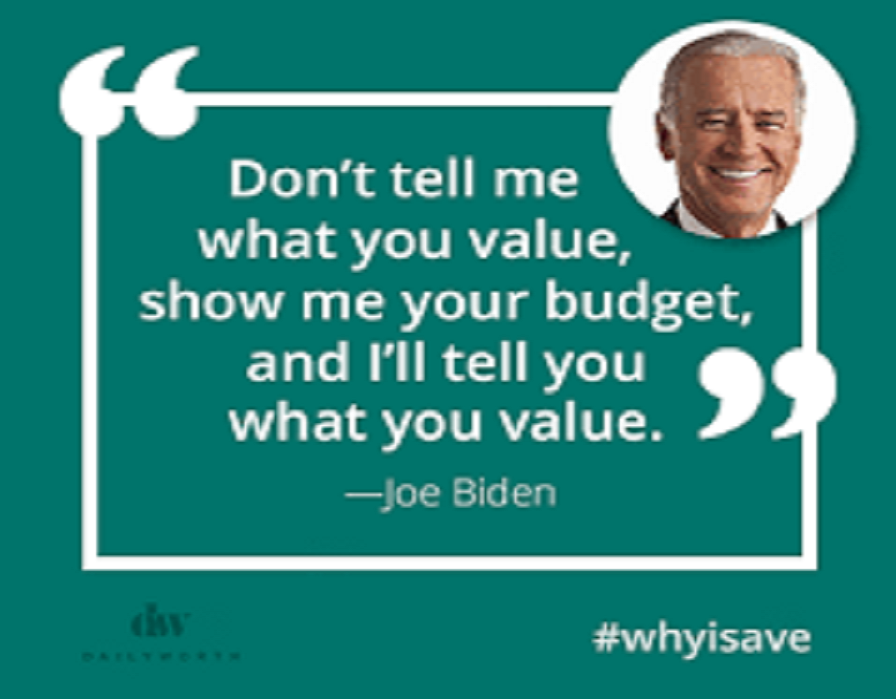 Don't tell me
what you value,
show me your budget,
and I'll tell you
what you value.
—Joe Biden
dw
DAILYWORTH
#whyisave